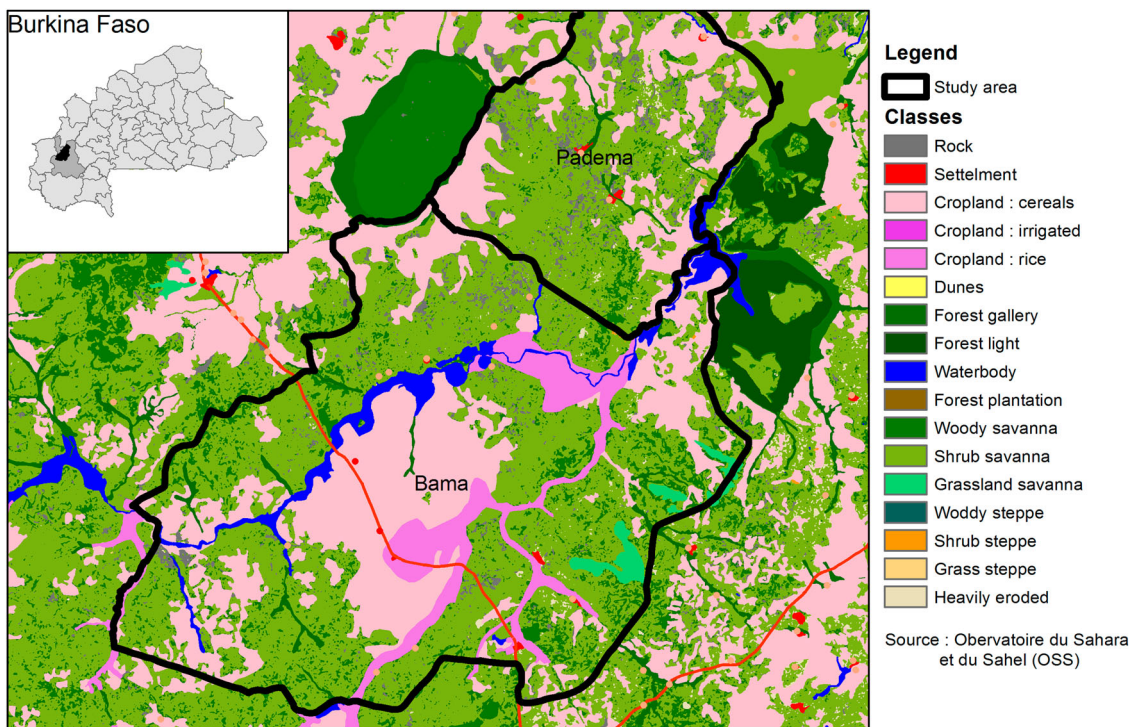 Burkina Faso
Padema
Bama
Legend
Study area
Classes
Rock
Settelment
Cropland : cereals
Cropland : irrigated
Cropland : rice
Dunes
Forest gallery
Forest light
Waterbody
Forest plantation
Woody savanna
Shrub savanna
Grassland savanna
Woddy steppe
Shrub steppe
Grass steppe
Heavily eroded
Source : Obervatoire du Sahara
et du Sahel (OSS)